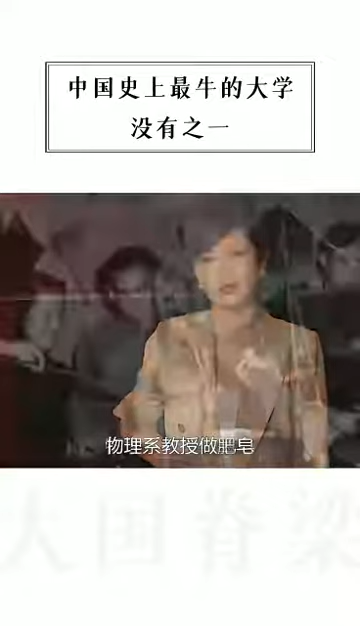 中国史上最牛的大学
没有之一
物理系教授做肥皂
大国脊梁